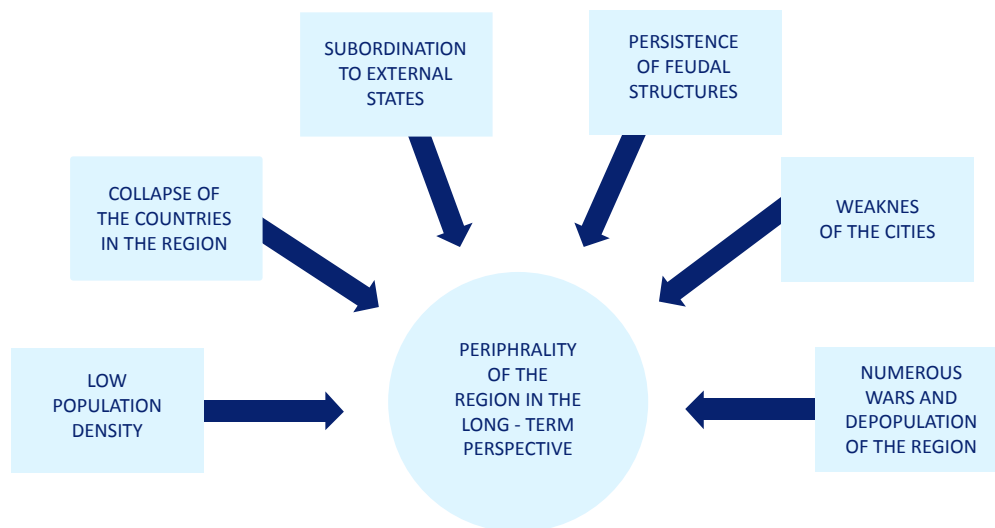 SUBORDINATION
TO EXTERNAL
STATES
PERSISTENCE
OF FEUDAL
STRUCTURES
COLLAPSE OF
THE COUNTRIES
IN THE REGION
WEAKNES
OF THE CITIES
LOW
POPULATION
DENSITY
PERIPHRALITY
OF THE
REGION IN THE
LONG - TERM
PERSPECTIVE
NUMEROUS
WARS AND
DEPOPULATION
OF THE REGION